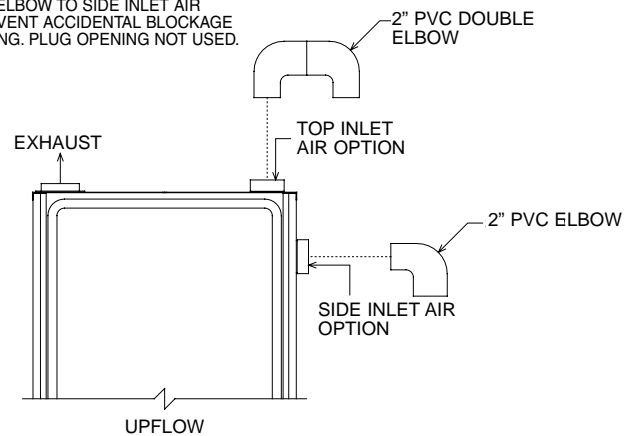 ELBOW TO SIDE INLET AIR
VENT ACCIDENTAL BLOCKAGE
NG. PLUG OPENING NOT USED.
2” PVC DOUBLE
ELBOW
EXHAUST
TOP INLET
AIR OPTION
2” PVC ELBOW
SIDE INLET AIR
OPTION
UPFLOW